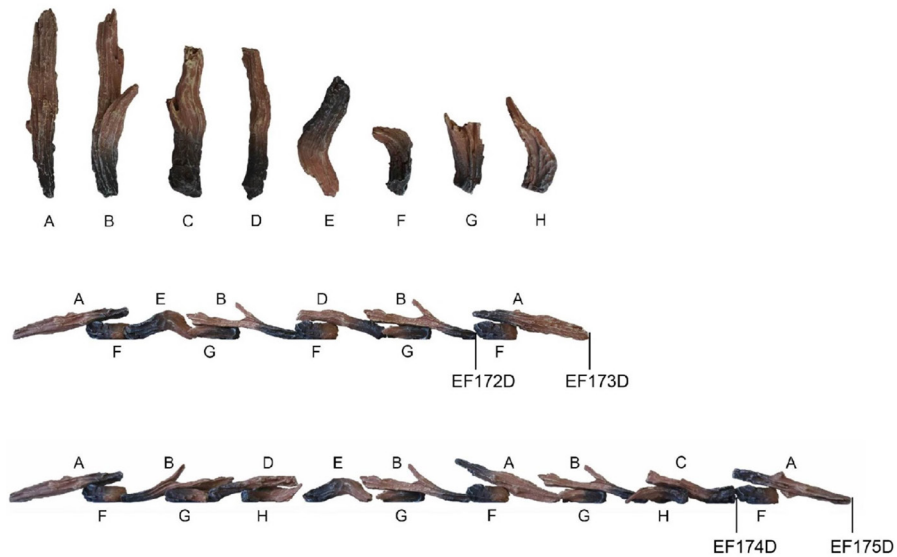 A B C D E F G H
A E B D B A
F G F G F
EF172D EF173D
A B D E B A B C A
F G H G F G H F
EF174D EF175D